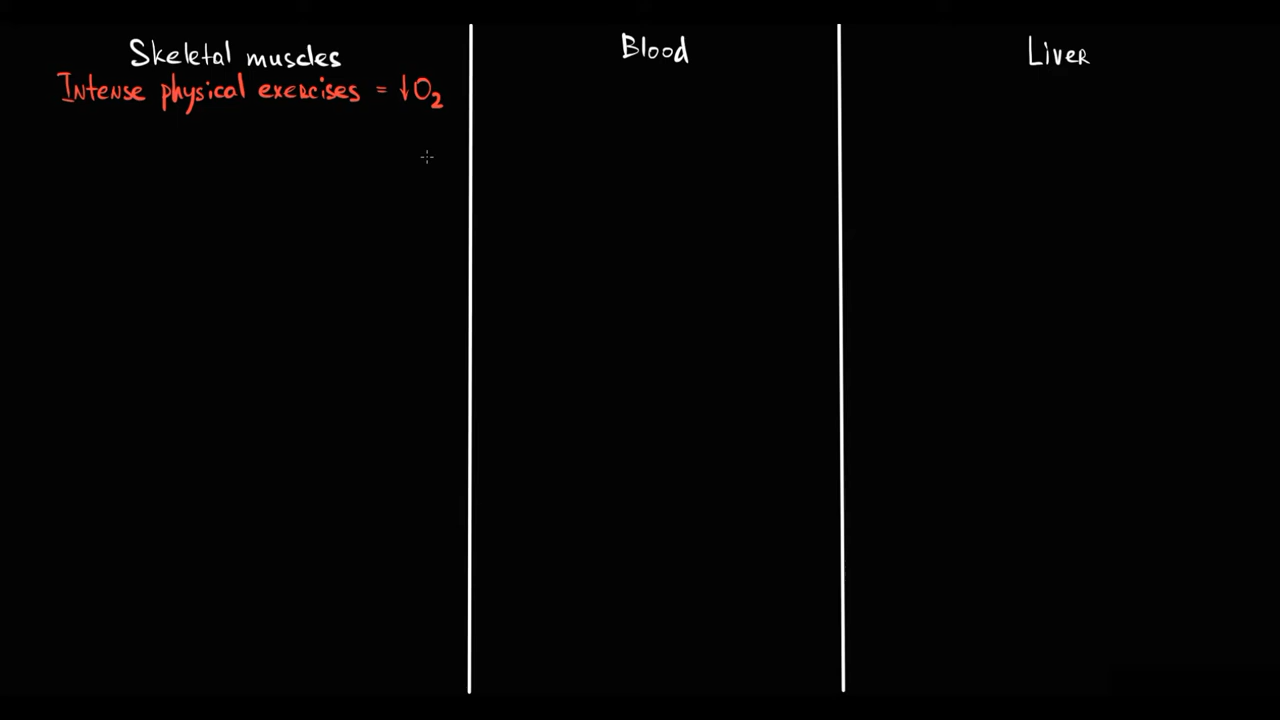 Skeletal muscles
Intense physical exercises = ↓O₂
Blood
Liver